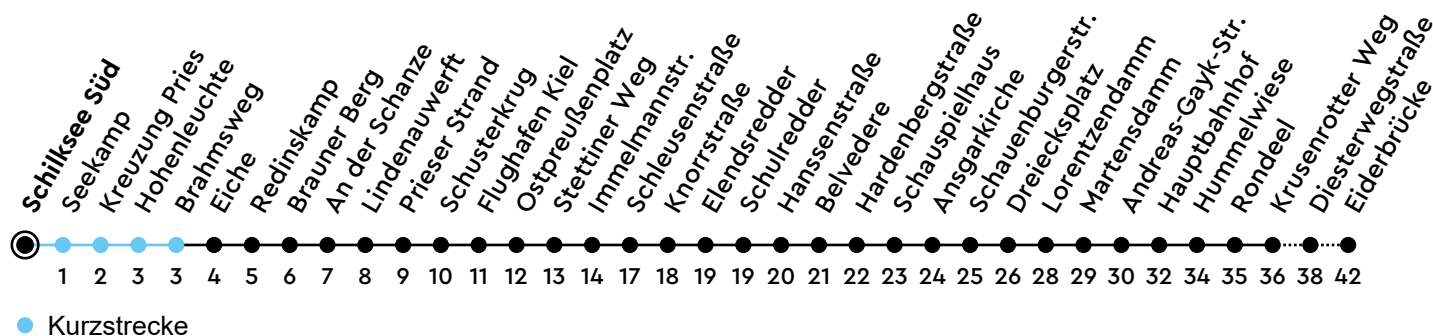 Schilksee Süd
Seekamp
Kreuzung Pries
Hohenleuchte
Brahmsweg
Eiche
Redinskamp
Brauner Berg
An der Schanze
Lindenauwerft
Prieser Strand
Schusterkrug
Flughafen Kiel
Ostpreußenplatz
Stettiner Weg
Immelmannstr.
Schleusenstraße
Knorrstraße
Elendsredder
Schulredder
Hanssenstraße
Belvedere
Hardenbergstraße
Schauspielhaus
Ansgarkirche
Schauenburgerstr.
Dreiecksplatz
Lorentzendamm
Martensdamm
Andreas-Gayk-Str.
Hauptbahnhof
Hummelwiese
Rondeel
Krusenrotter Weg
Diesterwegstraße
Eiderbrücke
1 2 3 3 4 5 6 7 8 9 10 11 12 13 14 17 18 19 19 20 21 22 23 24 25 26 28 29 30 32 34 35 36 38 42
Kurzstrecke